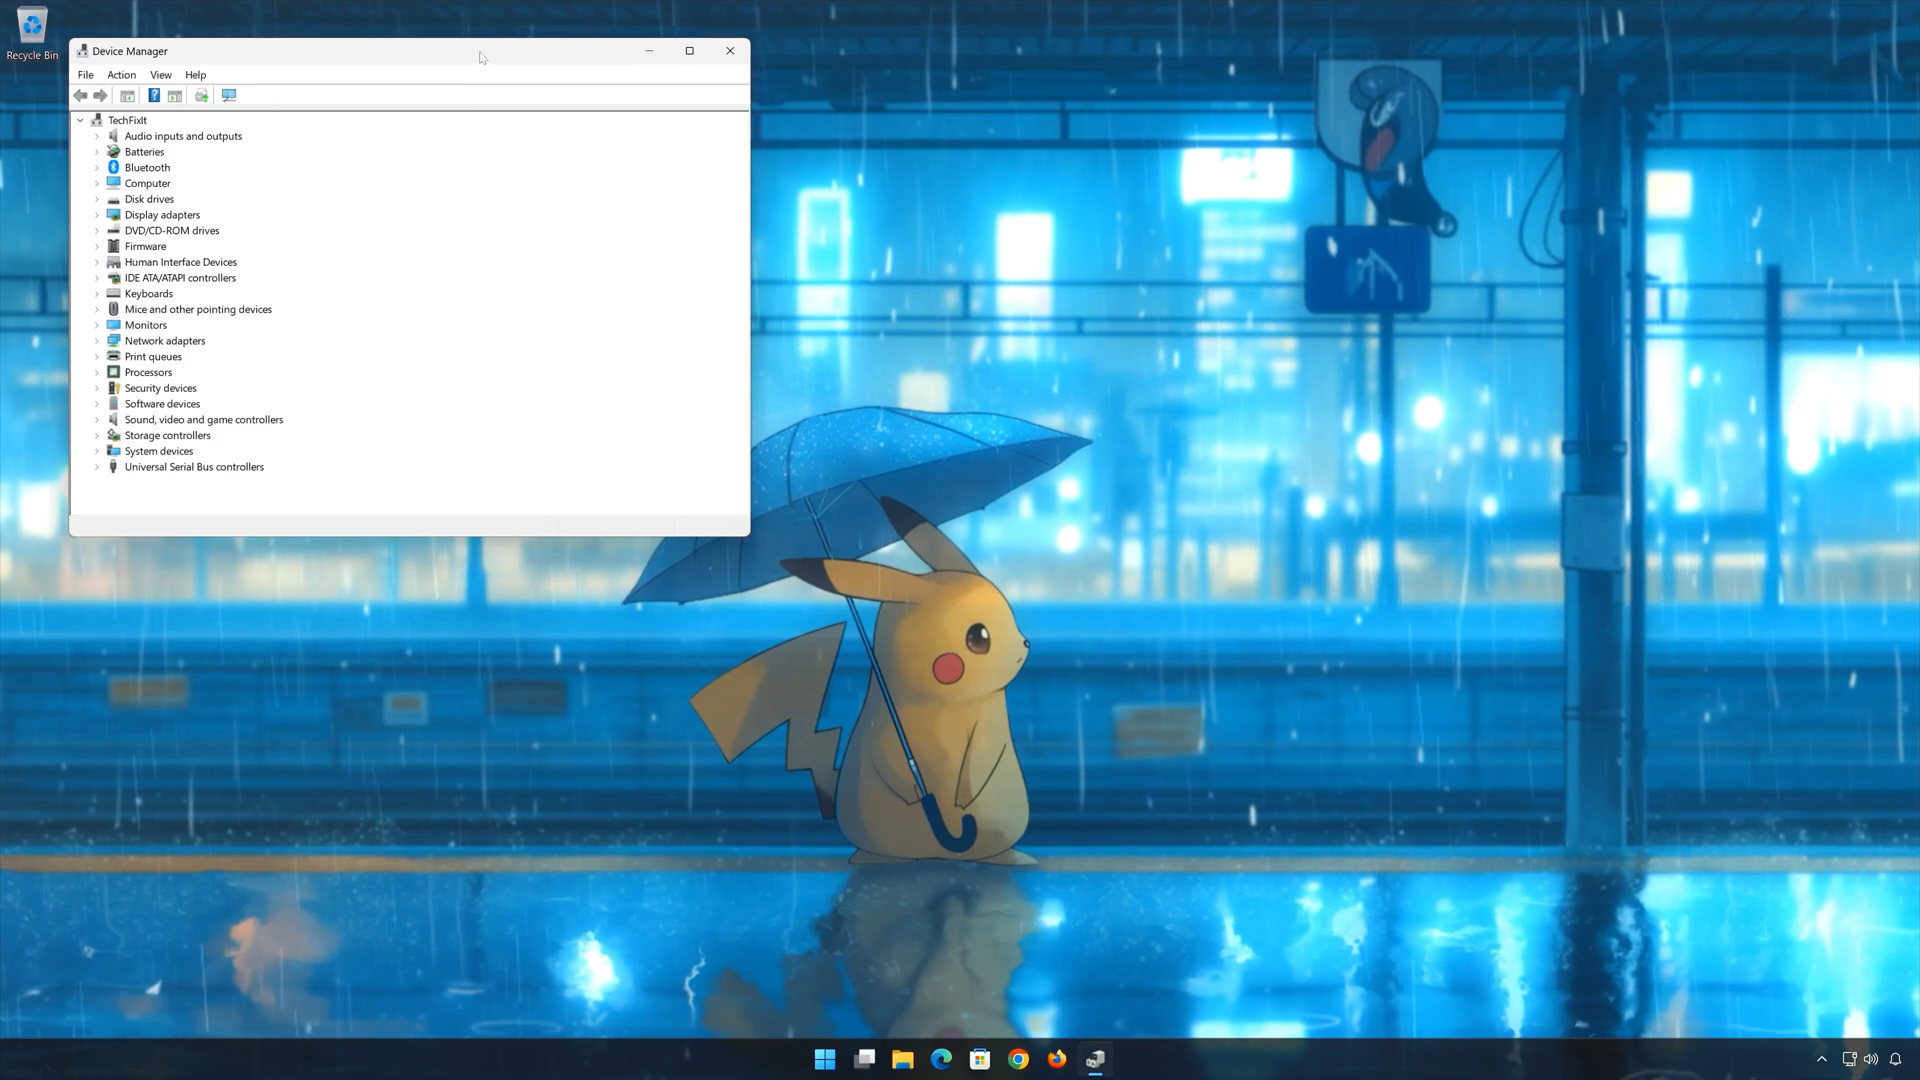 Recycle Bin
Device Manager
File Action View Help
TechFixIt
Audio inputs and outputs
Batteries
Bluetooth
Computer
Disk drives
Display adapters
DVD/CD-ROM drives
Firmware
Human Interface Devices
IDE ATA/ATAPI controllers
Keyboards
Mice and other pointing devices
Monitors
Network adapters
Print queues
Processors
Security devices
Software devices
Sound, video and game controllers
Storage controllers
System devices
Universal Serial Bus controllers